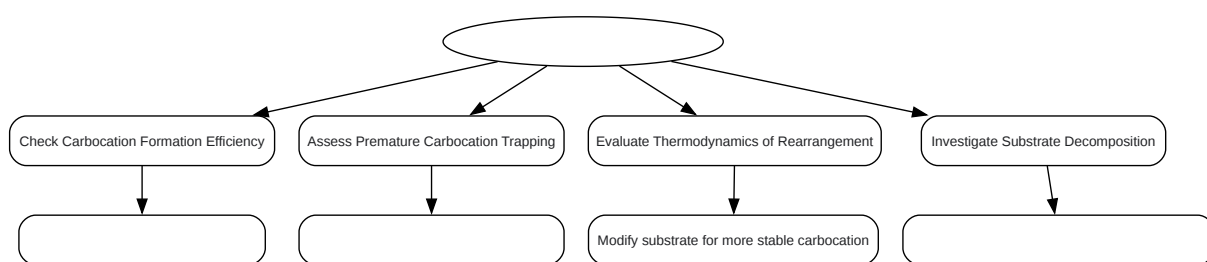 Check Carbocation Formation Efficiency
Assess Premature Carbocation Trapping
Evaluate Thermodynamics of Rearrangement
Investigate Substrate Decomposition
Modify substrate for more stable carbocation